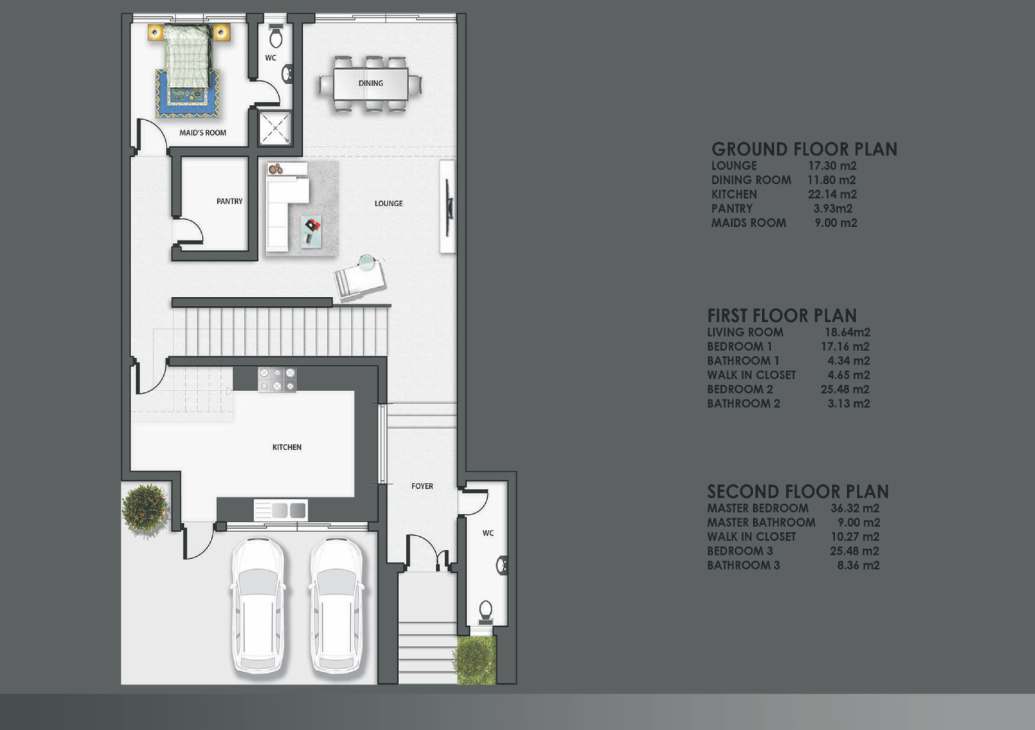 WC
DINING
MAID'S ROOM
PANTRY
LOUNGE
KITCHEN
FOYER
WC
GROUND FLOOR PLAN
LOUNGE 17.30 m2
DINING ROOM 11.80 m2
KITCHEN 22.14 m2
PANTRY 3.93m2
MAIDS ROOM 9.00 m2
FIRST FLOOR PLAN
LIVING ROOM 18.64m2
BEDROOM 1 17.16 m2
BATHROOM 1 4.34 m2
WALK IN CLOSET 4.65 m2
BEDROOM 2 25.48 m2
BATHROOM 2 3.13 m2
SECOND FLOOR PLAN
MASTER BEDROOM 36.32 m2
MASTER BATHROOM 9.00 m2
WALK IN CLOSET 10.27 m2
BEDROOM 3 25.48 m2
BATHROOM 3 8.36 m2